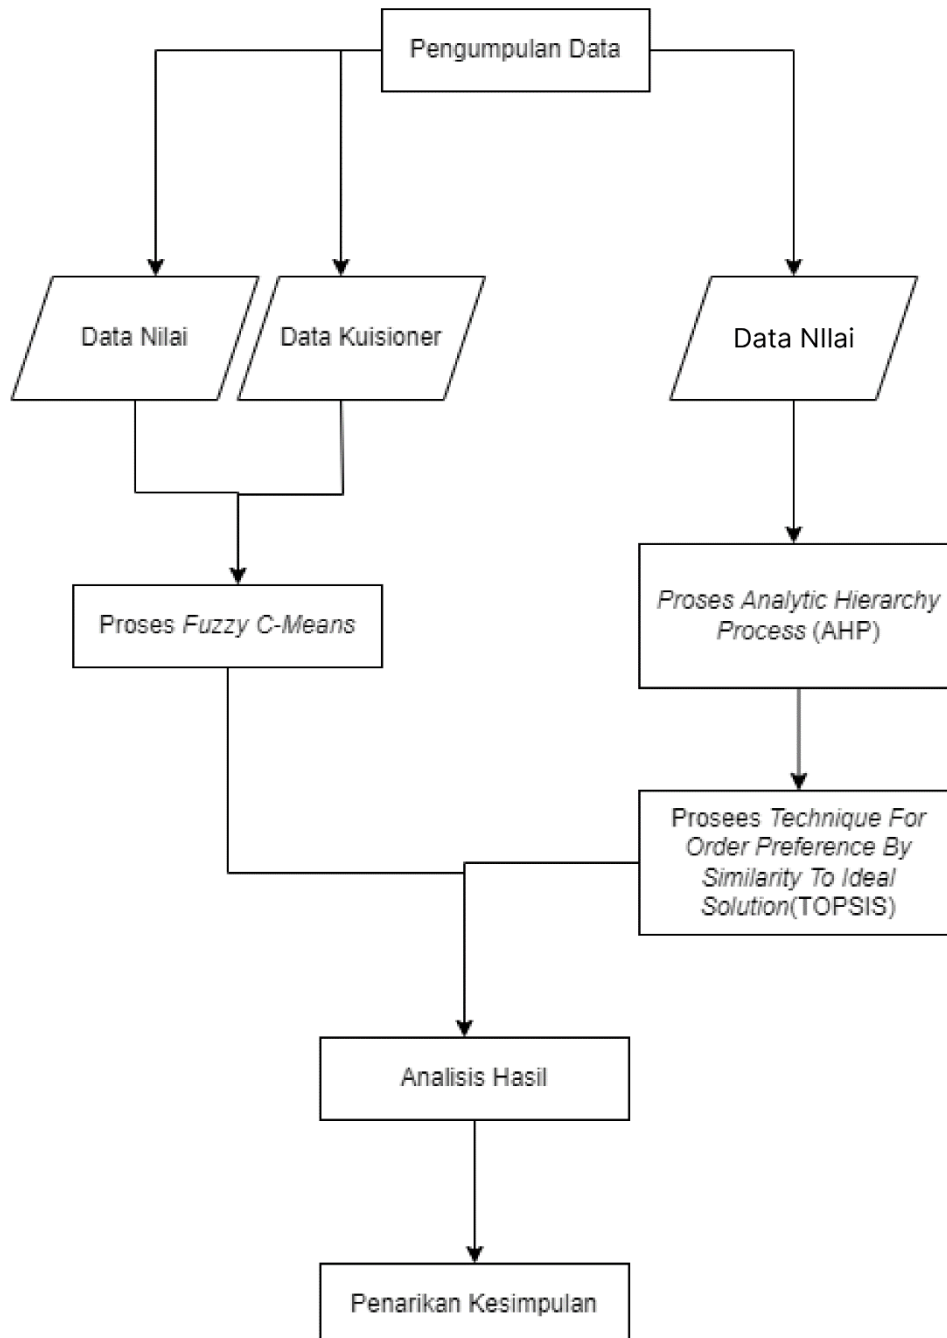 Pengumpulan Data
Data Nilai
Data Kuisioner
Data NIlai
Proses Fuzzy C-Means
Proses Analytic Hierarchy
Process (AHP)
Prosees Technique For
Order Preference By
Similarity To Ideal
Solution(TOPSIS)
Analisis Hasil
Penarikan Kesimpulan